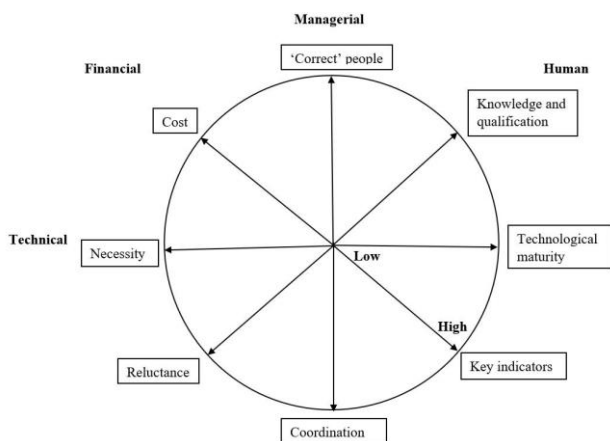 Managerial
'Correct' people
Financial
Human
Knowledge and
qualification
Cost
Technical
Necessity
Low
Technological
maturity
High
Reluctance
Key indicators
Coordination